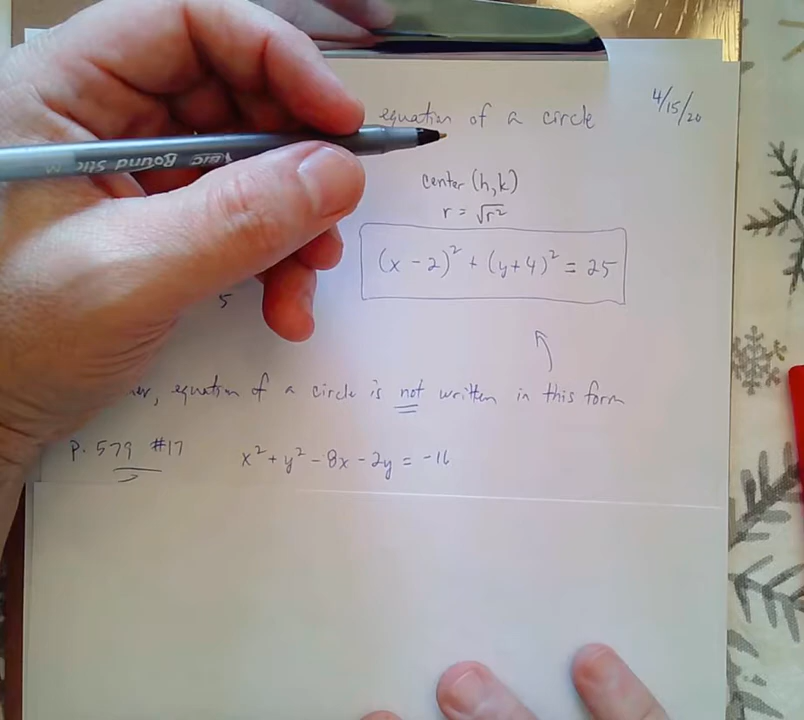 equation of a circle
4/15/20
center (h,k)
r = √r²
(x - 2)² + (y+4)² = 25
5
equation of a circle is not written in this form
P. 579 #17
x² + y² - 8x - 2y = -16
BIC Round Stic M